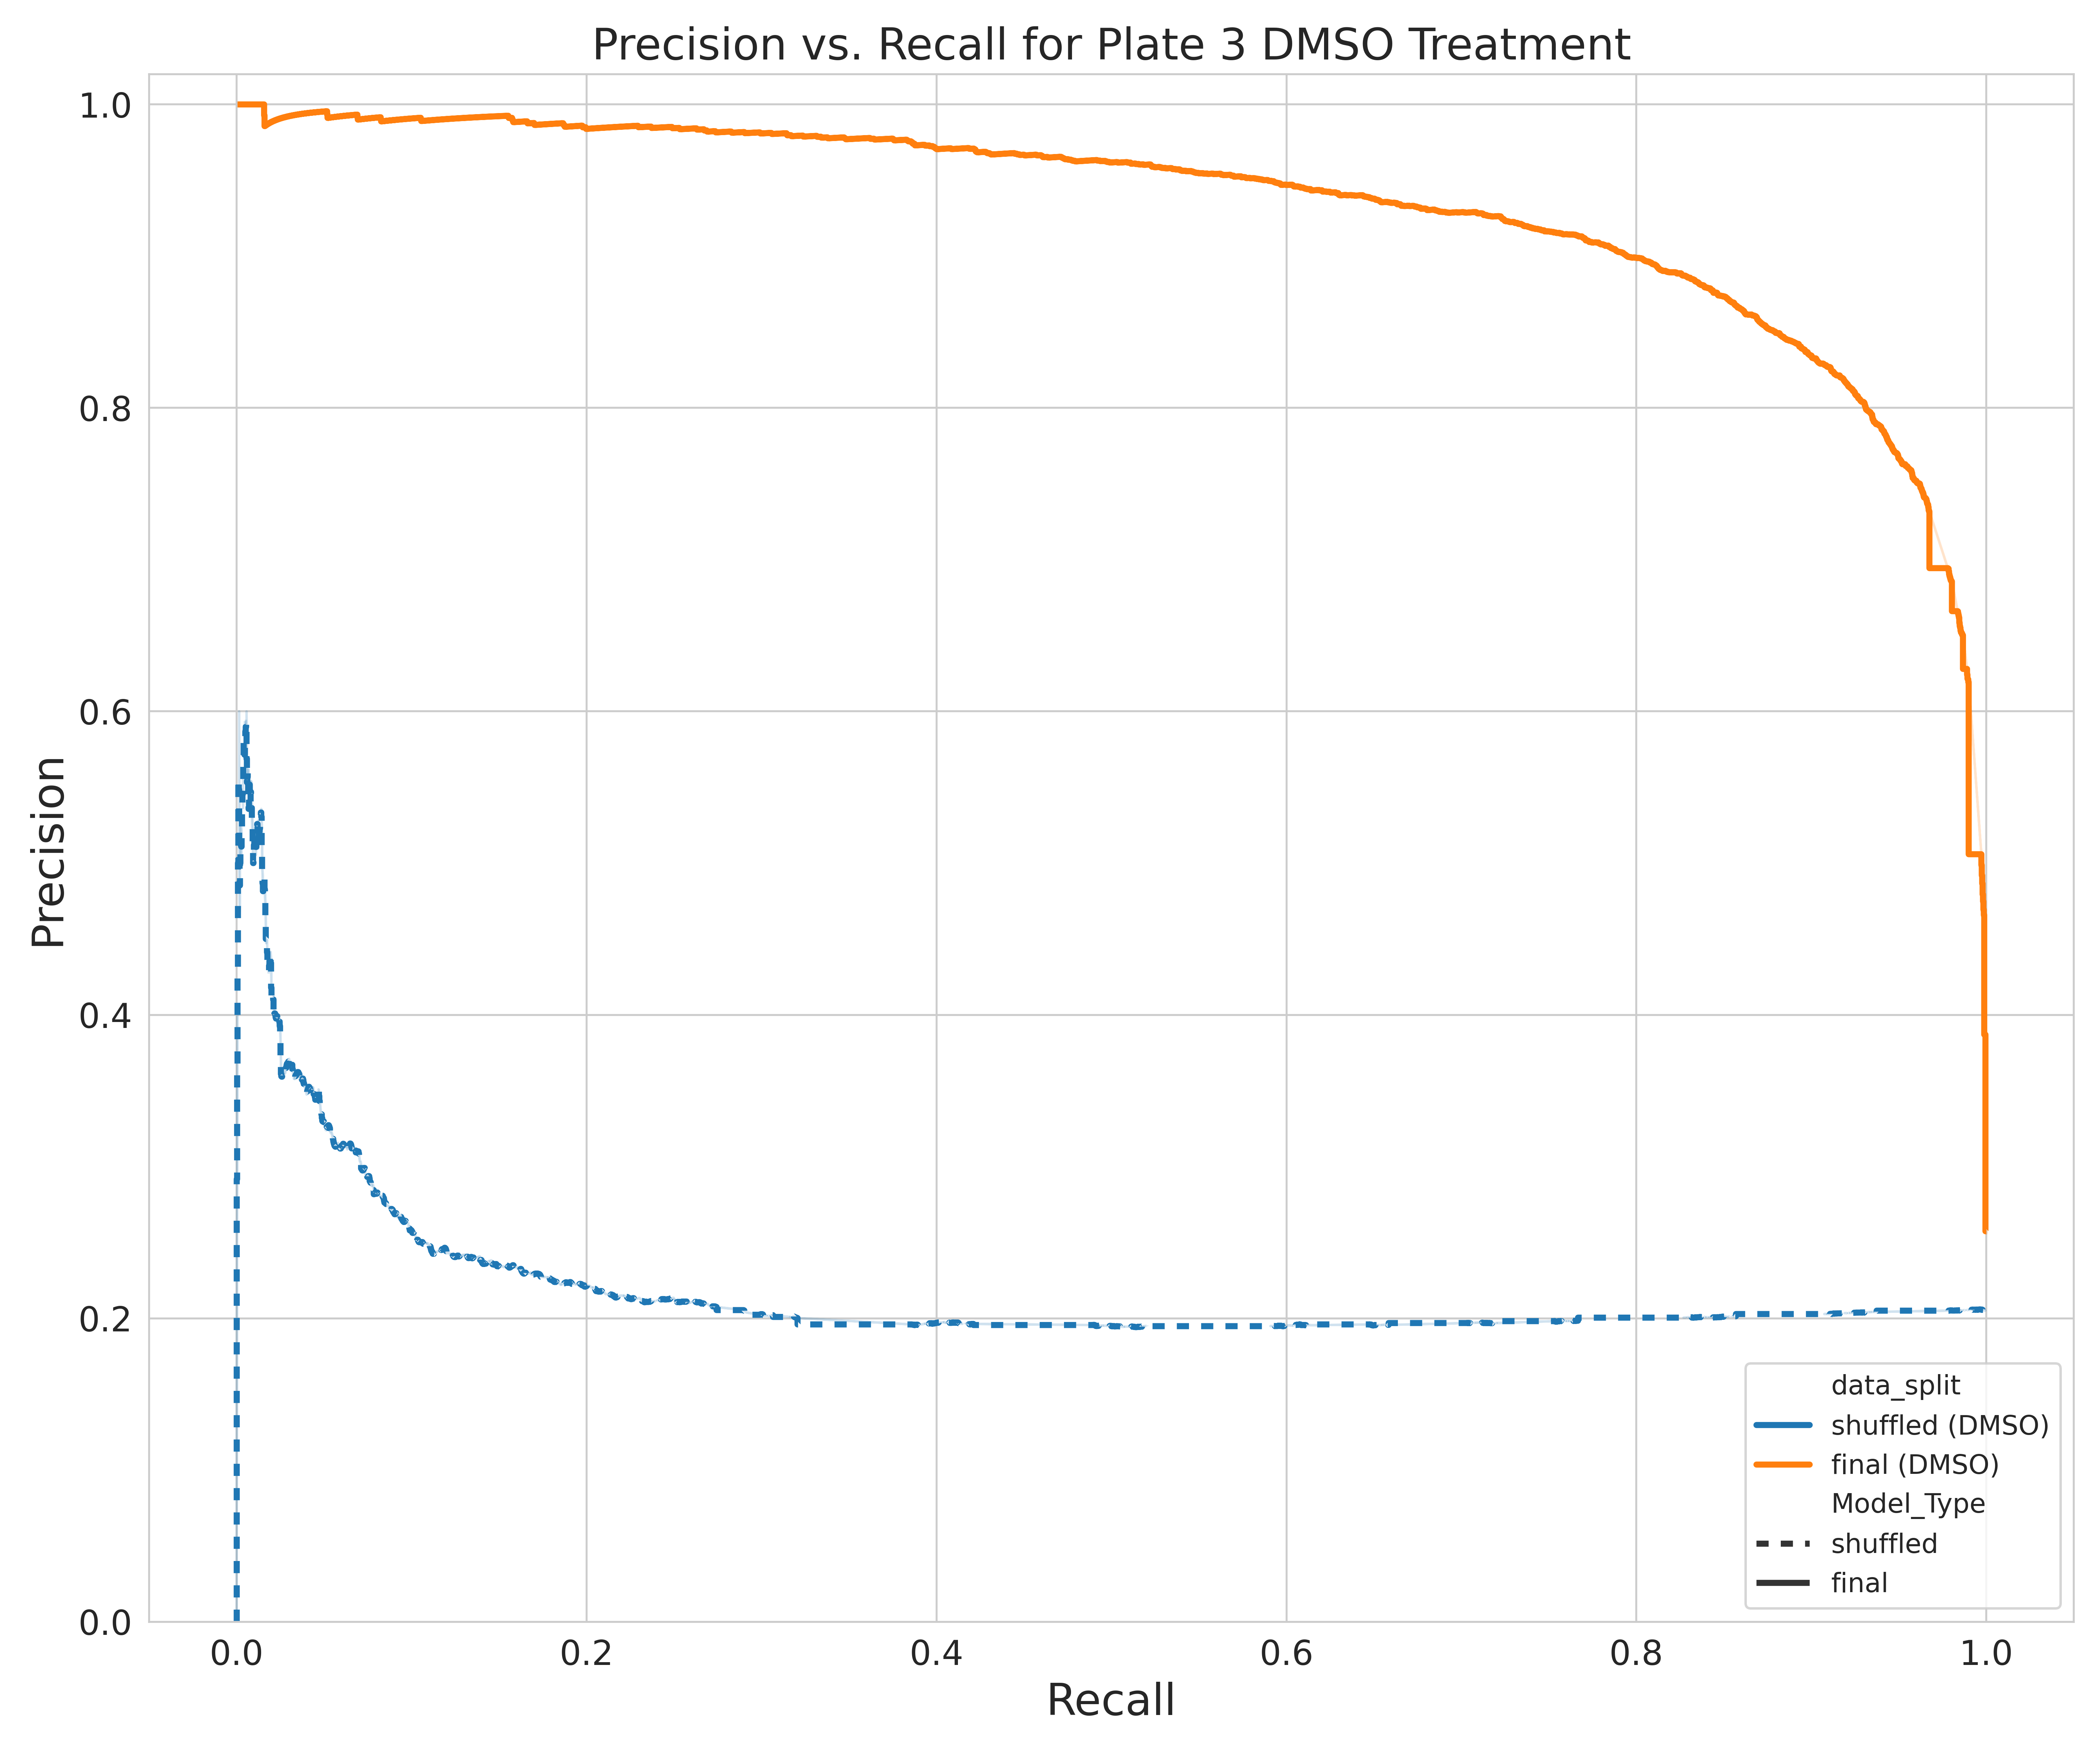 Precision vs. Recall for Plate 3 DMSO Treatment
1.0
0.8
0.6
0.4
0.2
0.0
Precision
0.0 0.2 0.4 0.6 0.8 1.0
Recall
data_split
shuffled (DMSO)
final (DMSO)
Model_Type
shuffled
final